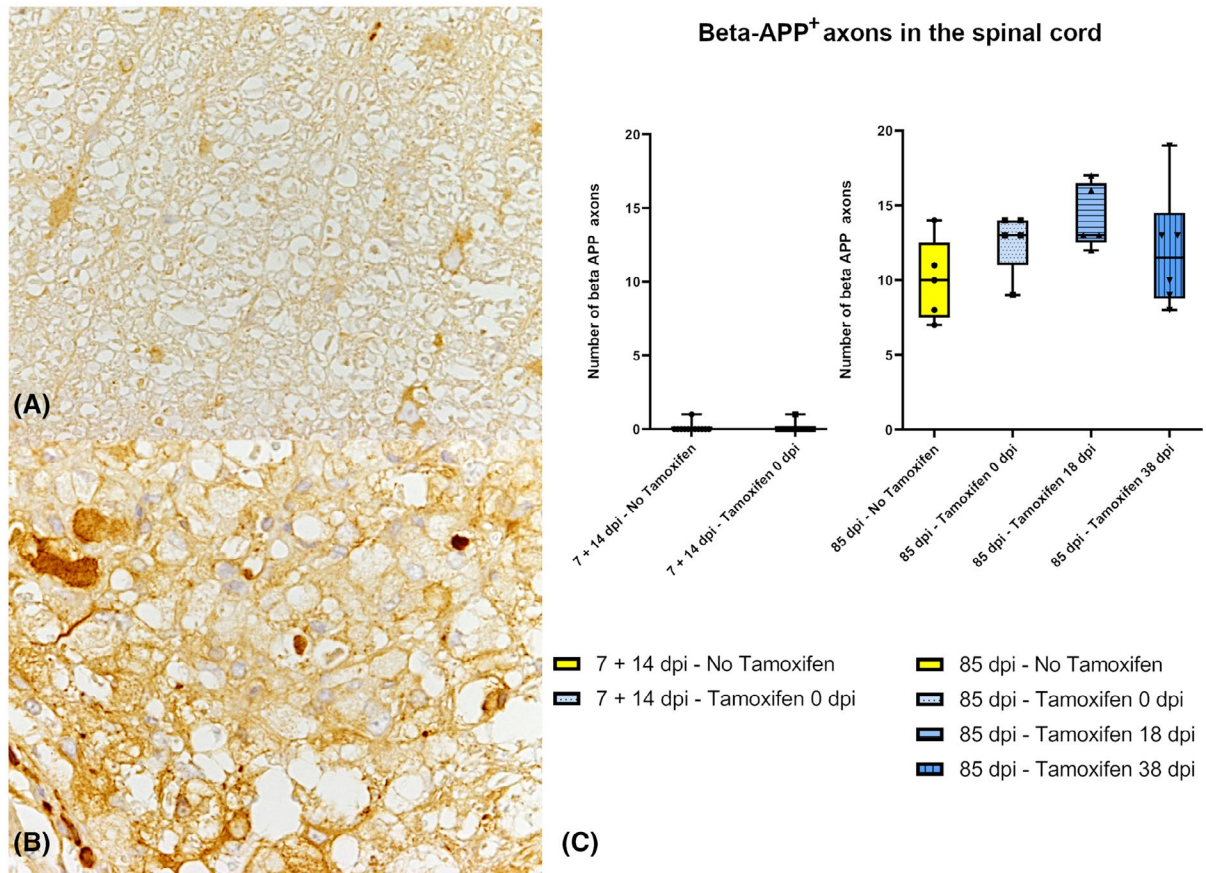 Beta-APP+ axons in the spinal cord
(A)
(B)
(C)
Number of beta APP axons
20
15
10
5
0
7 + 14 dpi - No Tamoxifen
7 + 14 dpi - Tamoxifen 0 dpi
Number of beta APP axons
20
15
10
5
0
85 dpi - No Tamoxifen
85 dpi - Tamoxifen 0 dpi
85 dpi - Tamoxifen 18 dpi
85 dpi - Tamoxifen 38 dpi
7 + 14 dpi - No Tamoxifen
7 + 14 dpi - Tamoxifen 0 dpi
85 dpi - No Tamoxifen
85 dpi - Tamoxifen 0 dpi
85 dpi - Tamoxifen 18 dpi
85 dpi - Tamoxifen 38 dpi